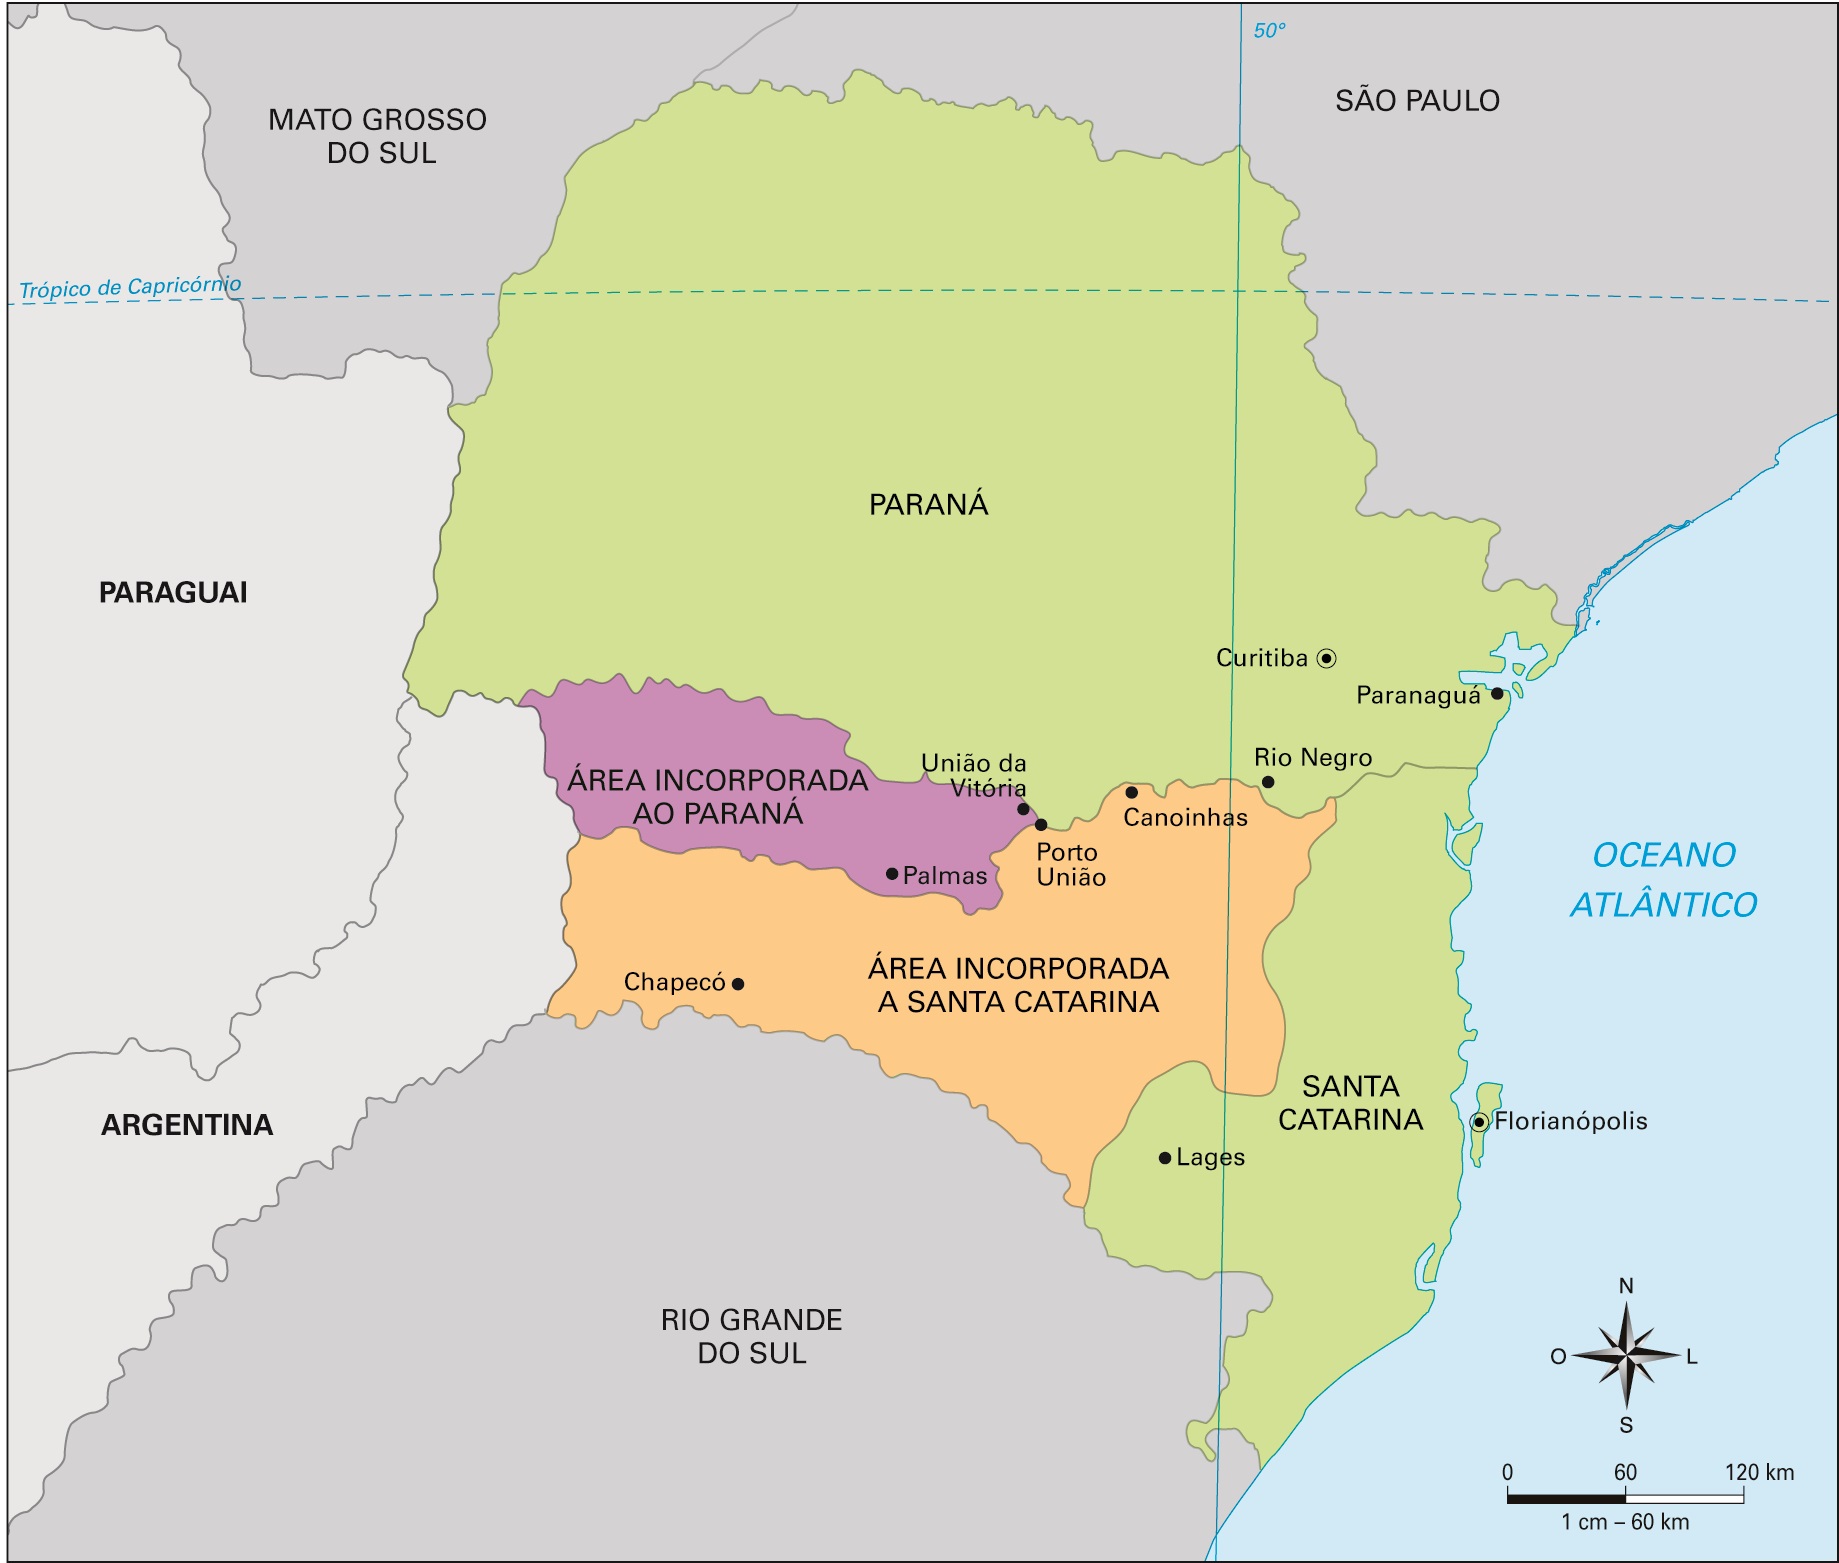 50°
SÃO PAULO
MATO GROSSO
DO SUL
Trópico de Capricórnio
PARANÁ
PARAGUAI
Curitiba
Paranaguá
Rio Negro
União da
Vitória
ÁREA INCORPORADA
AO PARANÁ
Canoinhas
Porto
União
Palmas
OCEANO
ATLÂNTICO
ÁREA INCORPORADA
A SANTA CATARINA
Chapecó
SANTA
CATARINA
Florianópolis
ARGENTINA
Lages
RIO GRANDE
DO SUL
N
O
L
S
0 60 120 km
1 cm – 60 km